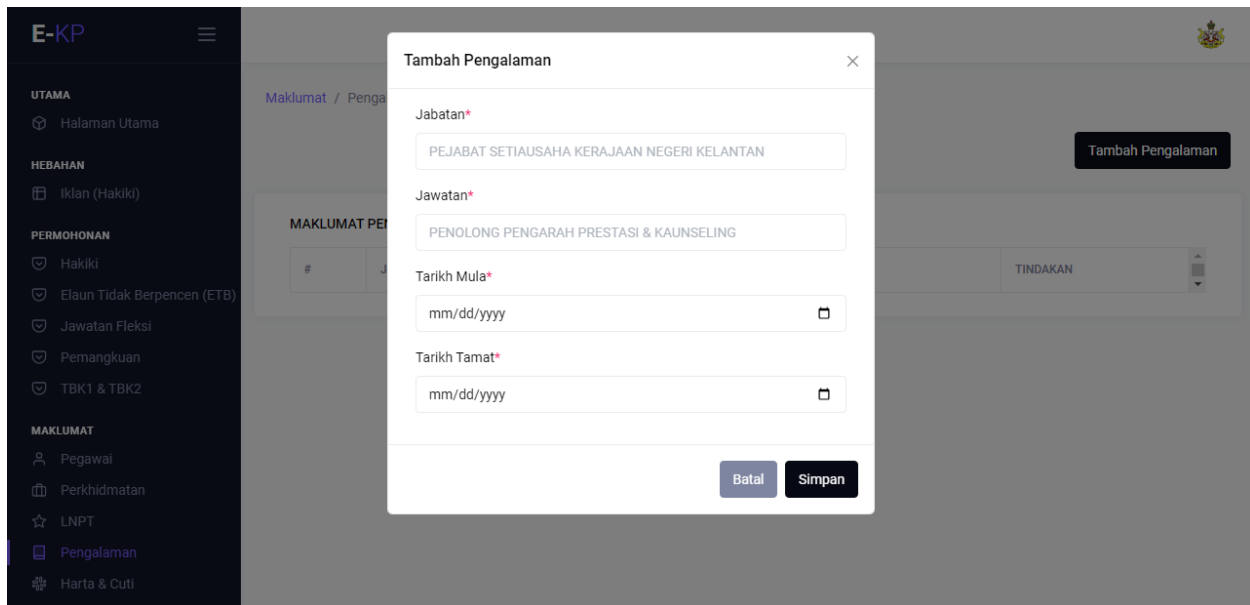 E-KP
UTAMA
Halaman Utama
HEBAHAN
Iklan (Hakiki)
PERMOHONAN
Hakiki
Elaun Tidak Berpencen (ETB)
Jawatan Fleksi
Pemangkuan
TBK1 & TBK2
MAKLUMAT
Pegawai
Perkhidmatan
LNPT
Pengalaman
Harta & Cuti
Maklumat / Penga
Tambah Pengalaman
MAKLUMAT PE
# J TINDAKAN
Tambah Pengalaman
Jabatan*
PEJABAT SETIAUSAHA KERAJAAN NEGERI KELANTAN
Jawatan*
PENOLONG PENGARAH PRESTASI & KAUNSELING
Tarikh Mula*
mm/dd/yyyy
Tarikh Tamat*
mm/dd/yyyy
Batal Simpan